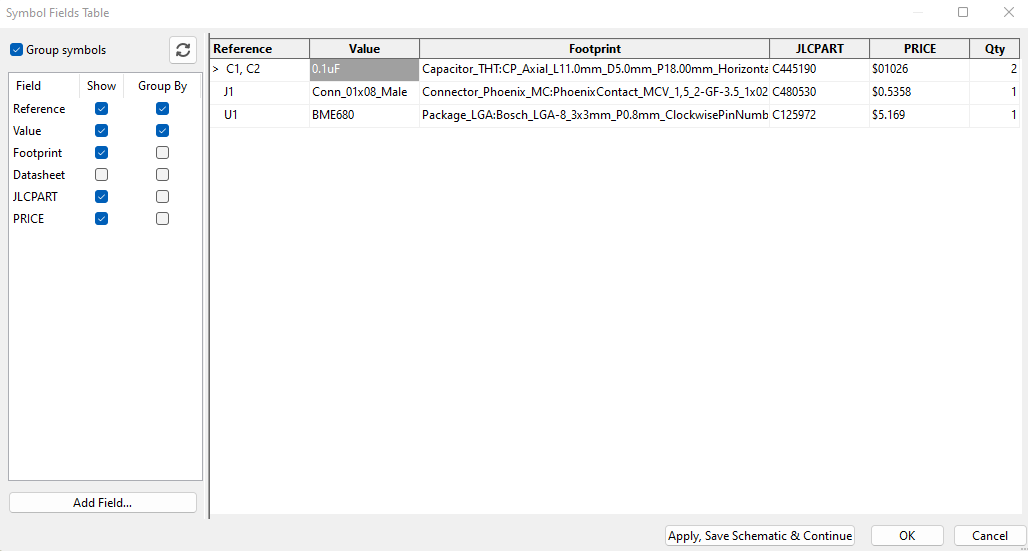 Symbol Fields Table
Group symbols
Field Show Group By
Reference
Value
Footprint
Datasheet
JLCPART
PRICE
Add Field...
Reference Value Footprint JLCPART PRICE Qty
> C1, C2 0.1uF Capacitor_THT:CP_Axial_L11.0mm_D5.0mm_P18.00mm_Horizonta C445190 $01026 2
J1 Conn_01x08_Male Connector_Phoenix_MC:PhoenixContact_MCV_1,5_2-GF-3.5_1x02 C480530 $0.5358 1
U1 BME680 Package_LGA:Bosch_LGA-8_3x3mm_P0.8mm_ClockwisePinNumb C125972 $5.169 1
Apply, Save Schematic & Continue OK Cancel